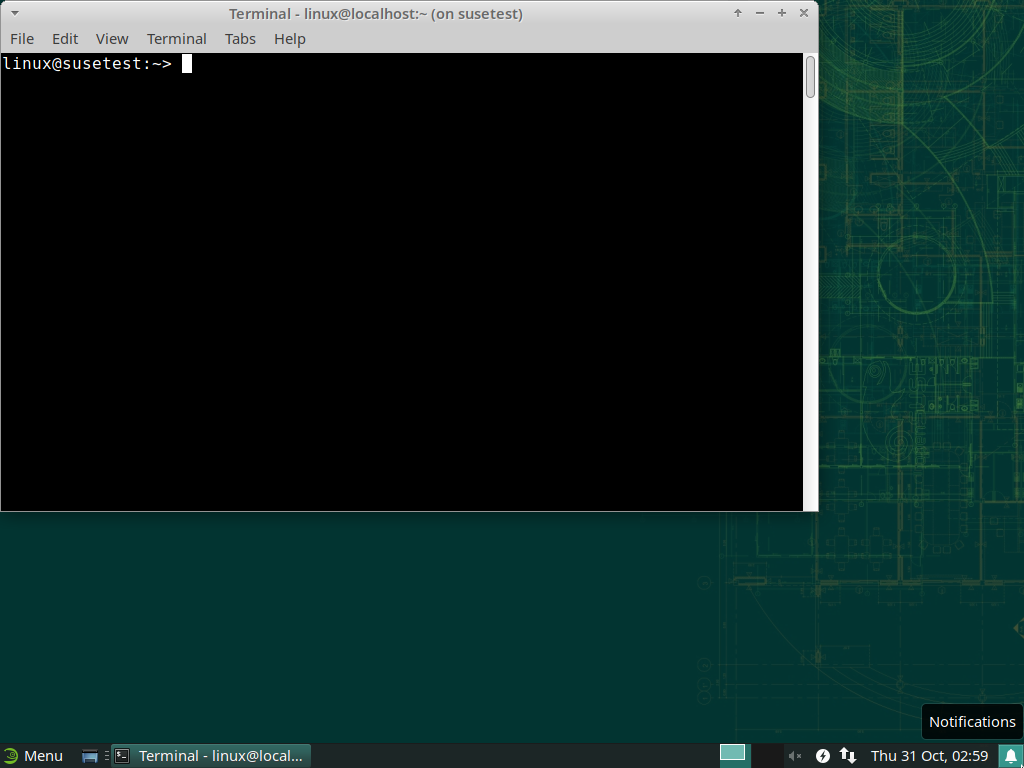 Terminal - linux@localhost:~ (on susetest)
File Edit View Terminal Tabs Help
linux@susetest:~>
Notifications
Menu Terminal - linux@local... Thu 31 Oct, 02:59